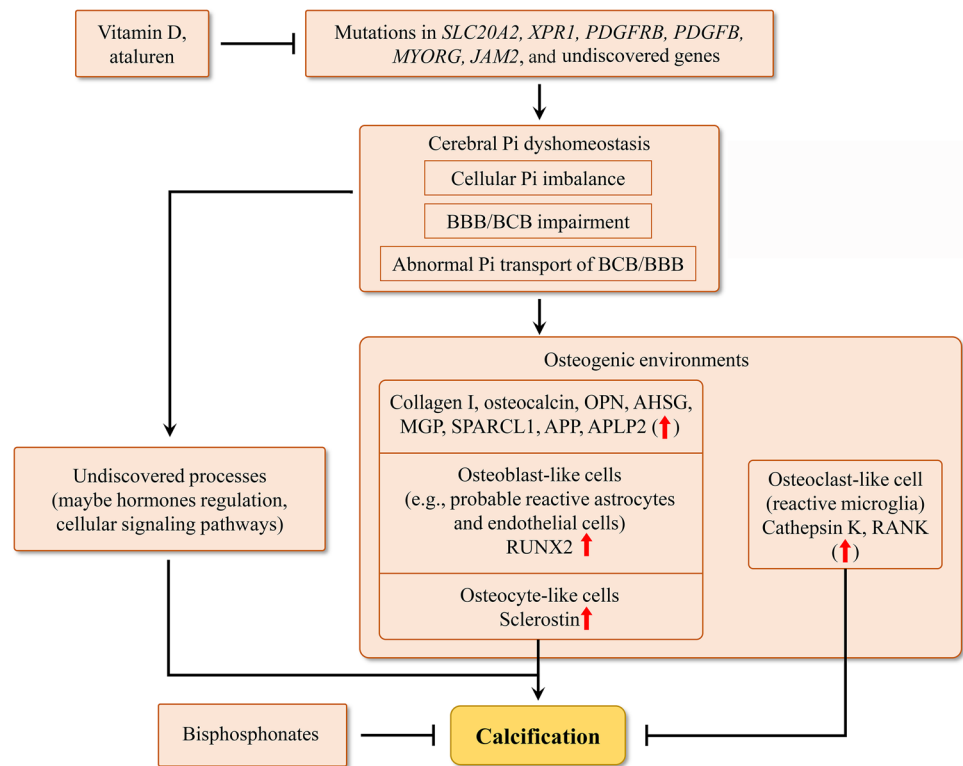 Vitamin D,
ataluren
Mutations in SLC20A2, XPR1, PDGFRB, PDGFB,
MYORG, JAM2, and undiscovered genes
Cerebral Pi dyshomeostasis
Cellular Pi imbalance
BBB/BCB impairment
Abnormal Pi transport of BCB/BBB
Osteogenic environments
Collagen I, osteocalcin, OPN, AHSG,
MGP, SPARCL1, APP, APLP2 (↑)
Undiscovered processes
(maybe hormones regulation,
cellular signaling pathways)
Osteoblast-like cells
(e.g., probable reactive astrocytes
and endothelial cells)
RUNX2 ↑
Osteoclast-like cell
(reactive microglia)
Cathepsin K, RANK
(↑)
Osteocyte-like cells
Sclerostin ↑
Bisphosphonates
Calcification